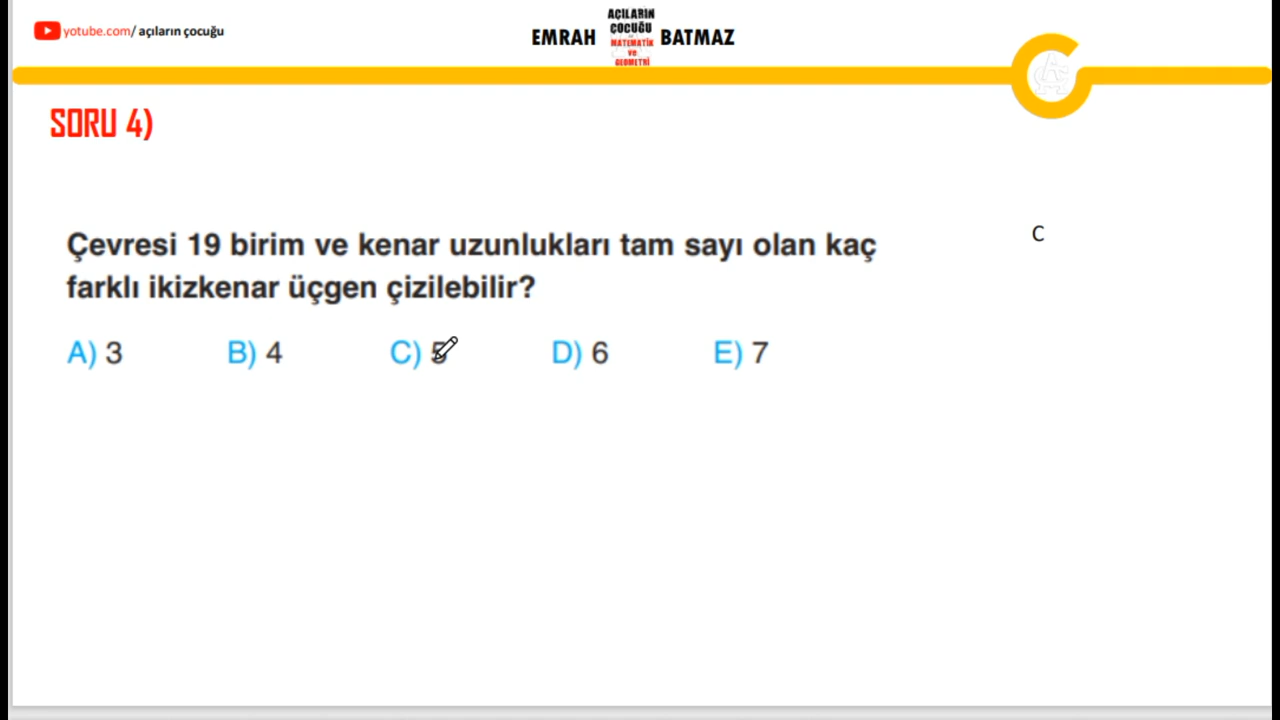 yotube.com/ açıların çocuğu
EMRAH
AÇILARIN
ÇOCUĞU
MATEMATİK
ve
GEOMETRİ
BATMAZ
SORU 4)
Çevresi 19 birim ve kenar uzunlukları tam sayı olan kaç
farklı ikizkenar üçgen çizilebilir?
C
A) 3 B) 4 C) 5 D) 6 E) 7